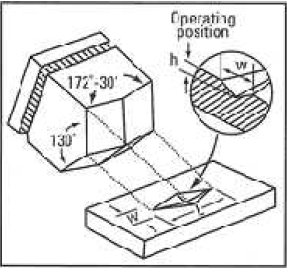 Operating
position
h
W
172°-30'
130°
W
L